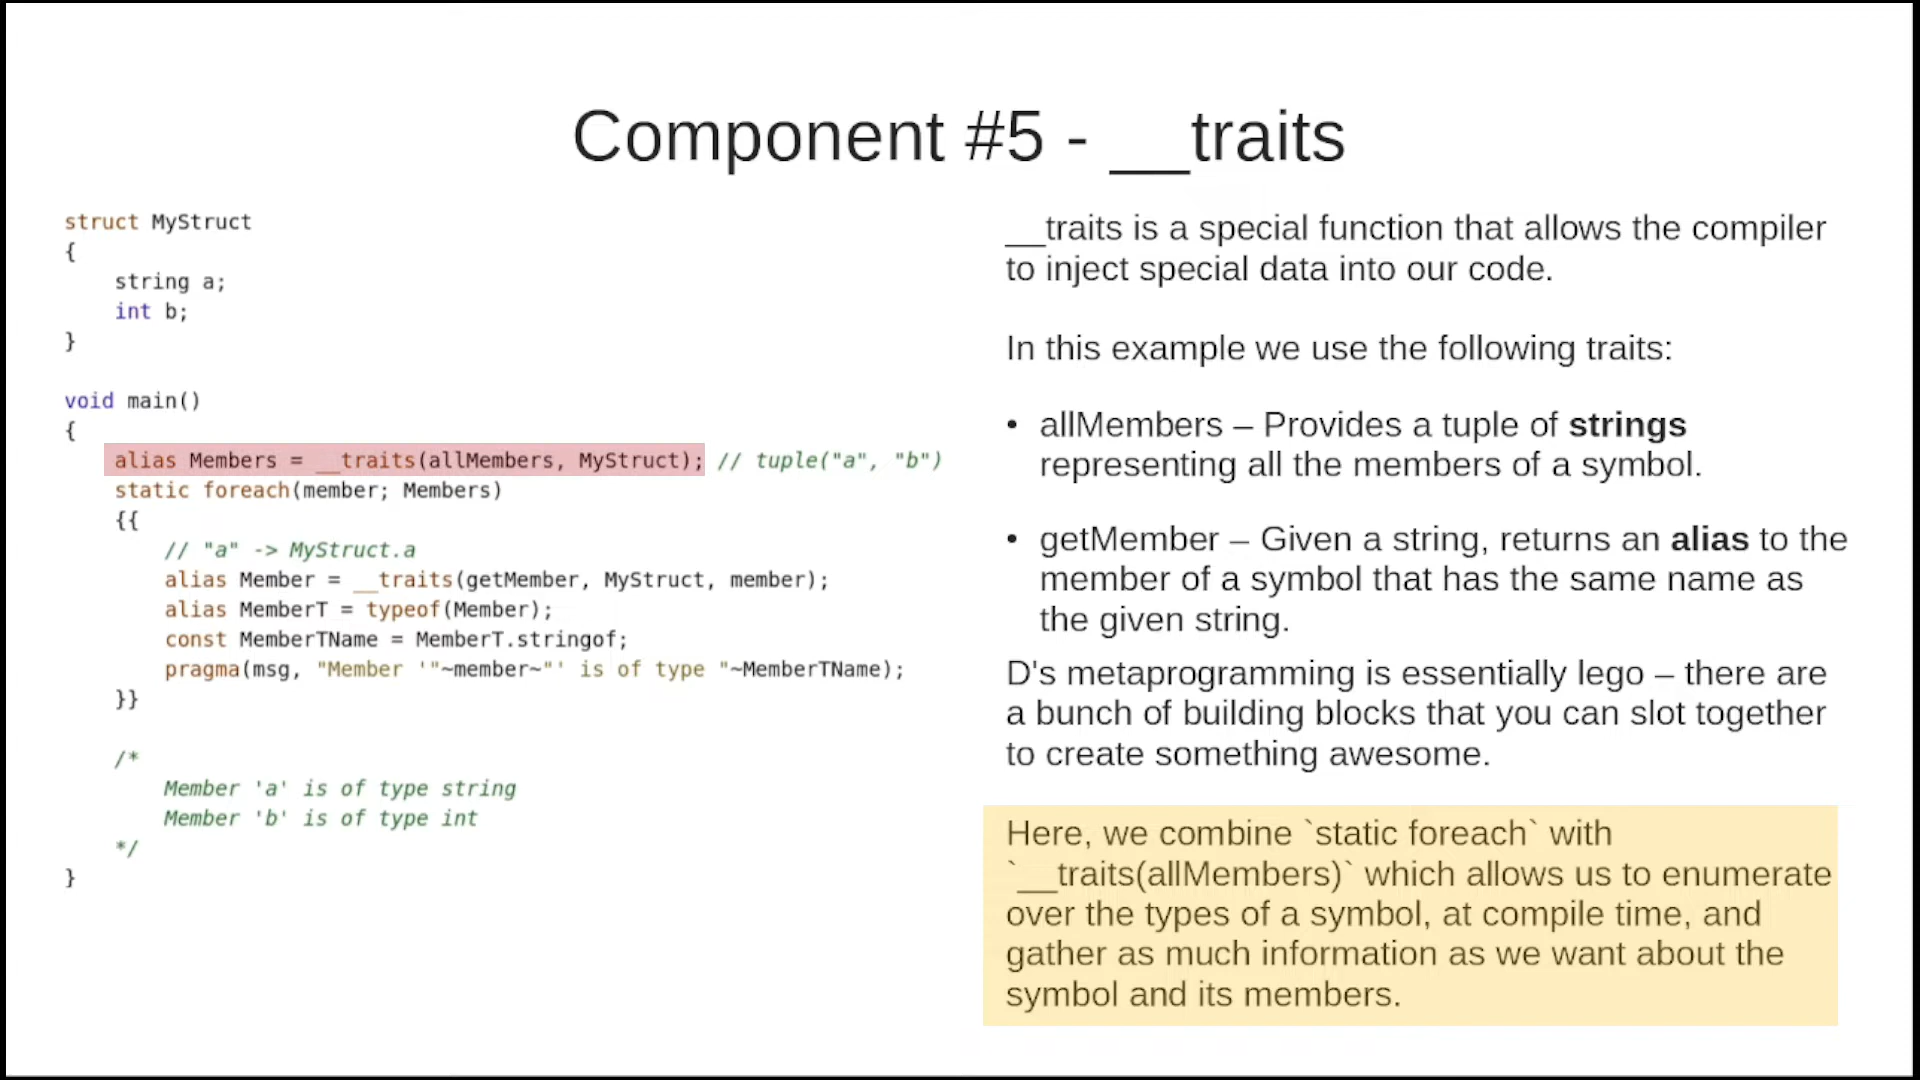 Component #5 - __traits
struct MyStruct
{
    string a;
    int b;
}
void main()
{
    alias Members = __traits(allMembers, MyStruct); // tuple("a", "b")
    static foreach(member; Members)
    {{
        // "a" -> MyStruct.a
        alias Member = __traits(getMember, MyStruct, member);
        alias MemberT = typeof(Member);
        const MemberTName = MemberT.stringof;
        pragma(msg, "Member '"~member~"' is of type "~MemberTName);
    }}
    /*
        Member 'a' is of type string
        Member 'b' is of type int
    */
}
__traits is a special function that allows the compiler
to inject special data into our code.
In this example we use the following traits:
• allMembers – Provides a tuple of strings
representing all the members of a symbol.
• getMember – Given a string, returns an alias to the
member of a symbol that has the same name as
the given string.
D's metaprogramming is essentially lego – there are
a bunch of building blocks that you can slot together
to create something awesome.
Here, we combine `static foreach` with
`__traits(allMembers)` which allows us to enumerate
over the types of a symbol, at compile time, and
gather as much information as we want about the
symbol and its members.